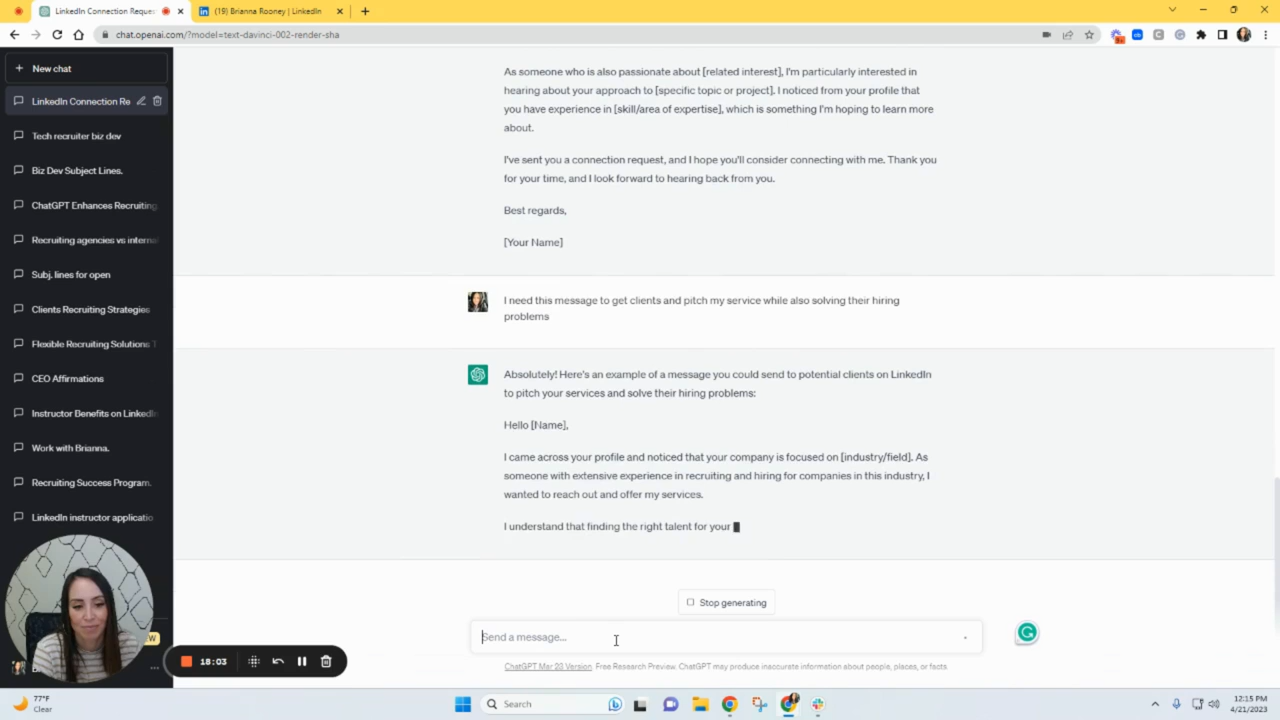 LinkedIn Connection Reques
(19) Brianna Rooney | LinkedIn
chat.openai.com/?model=text-davinci-002-render-sha
9+
New chat
LinkedIn Connection Re
Tech recruiter biz dev
Biz Dev Subject Lines.
ChatGPT Enhances Recruiting
Recruiting agencies vs interna
Subj. lines for open
Clients Recruiting Strategies
Flexible Recruiting Solutions T
CEO Affirmations
Instructor Benefits on LinkedIn
Work with Brianna.
Recruiting Success Program.
LinkedIn instructor applicatio
As someone who is also passionate about [related interest], I'm particularly interested in
hearing about your approach to [specific topic or project]. I noticed from your profile that
you have experience in [skill/area of expertise], which is something I'm hoping to learn more
about.
I've sent you a connection request, and I hope you'll consider connecting with me. Thank you
for your time, and I look forward to hearing back from you.
Best regards,
[Your Name]
I need this message to get clients and pitch my service while also solving their hiring
problems
Absolutely! Here's an example of a message you could send to potential clients on LinkedIn
to pitch your services and solve their hiring problems:
Hello [Name],
I came across your profile and noticed that your company is focused on [industry/field]. As
someone with extensive experience in recruiting and hiring for companies in this industry, I
wanted to reach out and offer my services.
I understand that finding the right talent for your
Stop generating
Send a message...
ChatGPT Mar 23 Version. Free Research Preview. ChatGPT may produce inaccurate information about people, places, or facts
W
18:03
77°F
Clear
Search
12:15 PM
4/21/2023